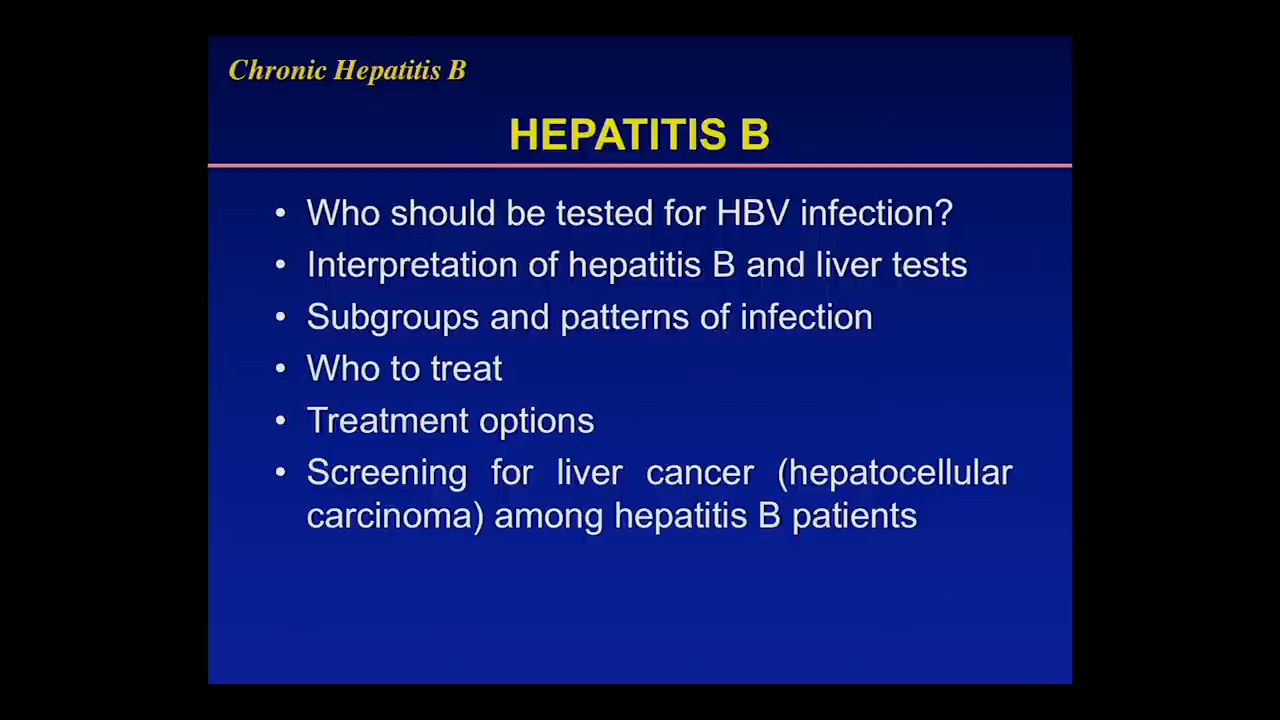 Chronic Hepatitis B
HEPATITIS B
• Who should be tested for HBV infection?
• Interpretation of hepatitis B and liver tests
• Subgroups and patterns of infection
• Who to treat
• Treatment options
• Screening for liver cancer (hepatocellular
carcinoma) among hepatitis B patients